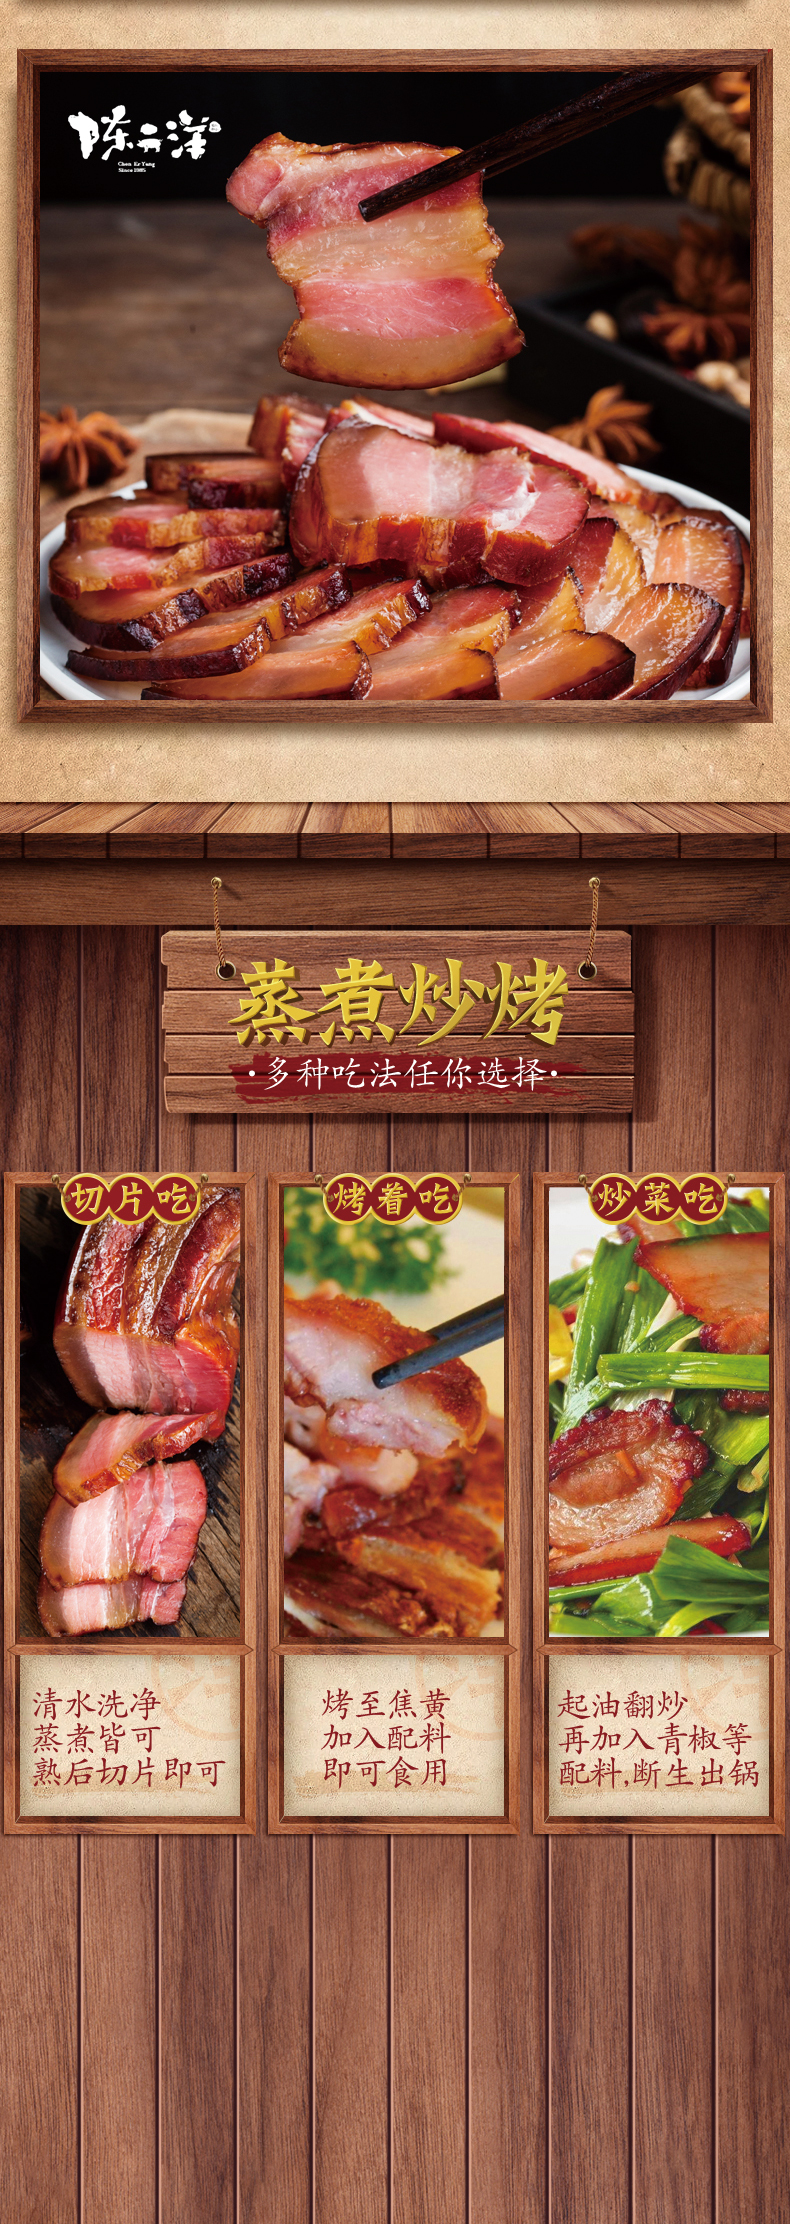 陈二洋
Chen Er Yang
Since 1985
蒸煮炒烤
·多种吃法任你选择·
切片吃
烤着吃
炒菜吃
清水洗净
蒸煮皆可
熟后切片即可
烤至焦黄
加入配料
即可食用
起油翻炒
再加入青椒等
配料,断生出锅